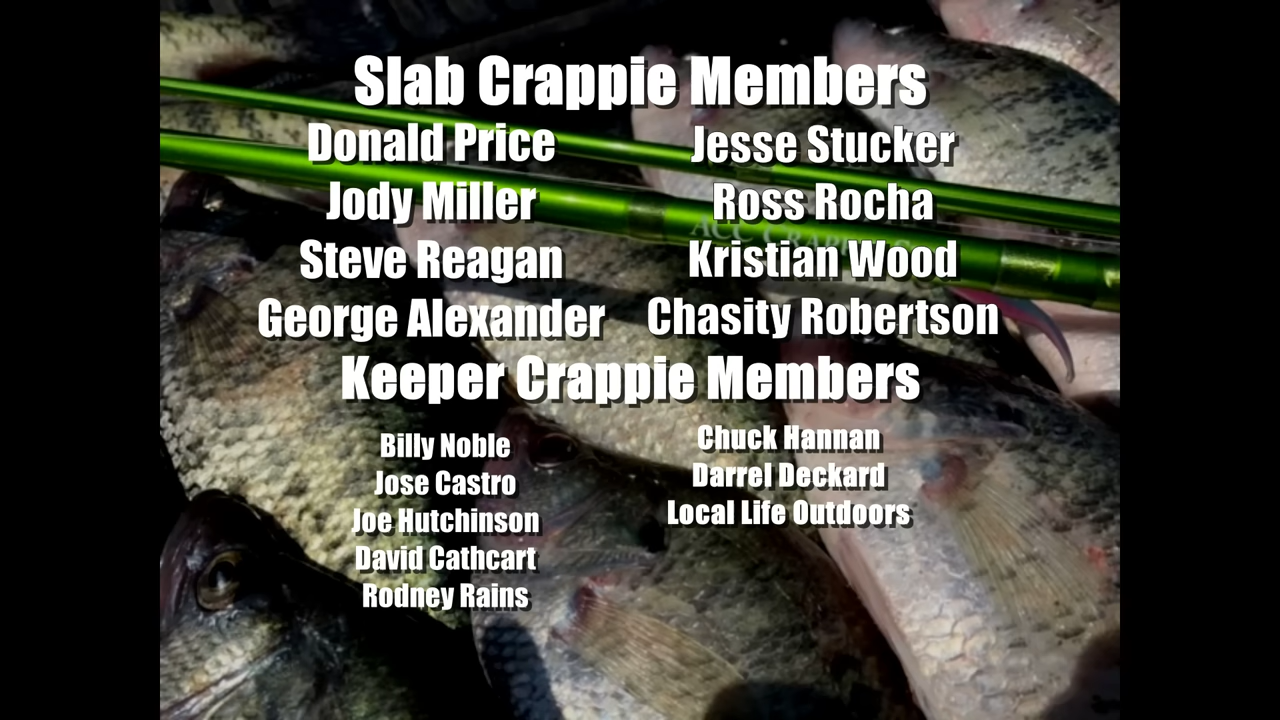 Slab Crappie Members
Donald Price
Jody Miller
Steve Reagan
George Alexander
Jesse Stucker
Ross Rocha
Kristian Wood
Chasity Robertson
ACC CRAPPIE
Keeper Crappie Members
Billy Noble
Jose Castro
Joe Hutchinson
David Cathcart
Rodney Rains
Chuck Hannan
Darrel Deckard
Local Life Outdoors